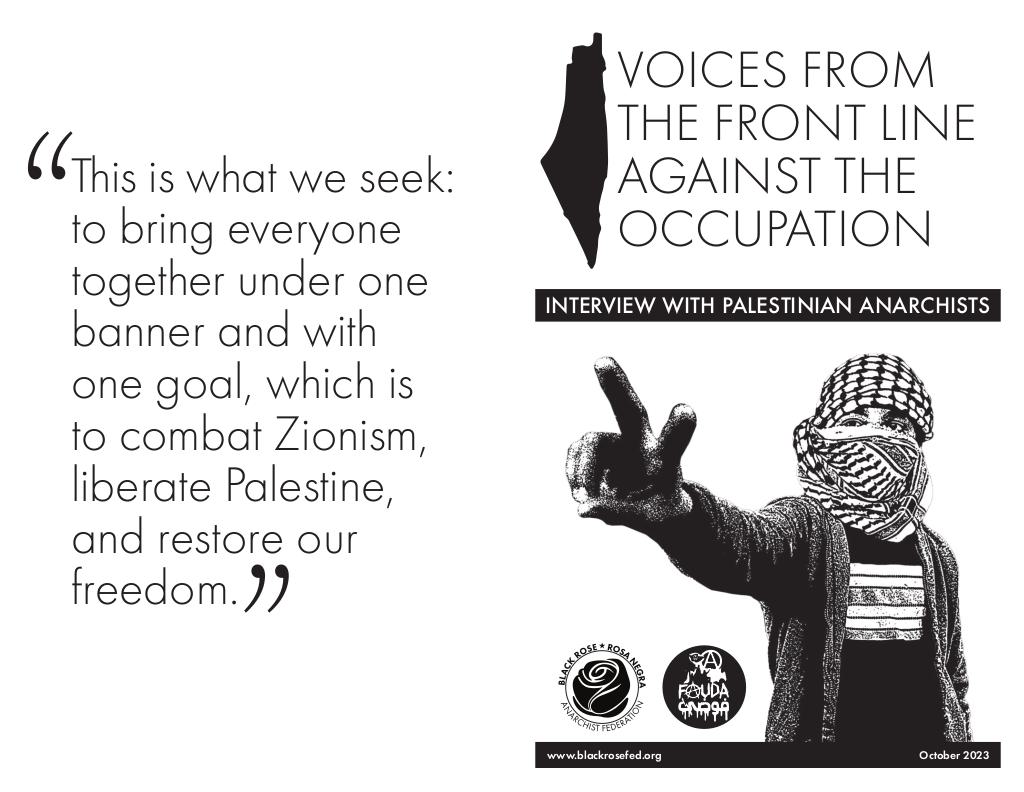 “This is what we seek:
to bring everyone
together under one
banner and with
one goal, which is
to combat Zionism,
liberate Palestine,
and restore our
freedom.”
VOICES FROM
THE FRONT LINE
AGAINST THE
OCCUPATION
INTERVIEW WITH PALESTINIAN ANARCHISTS
BLACK ROSE ★ ROSA NEGRA
ANARCHIST FEDERATION
FAUDA
فوضى
www.blackrosefed.org
October 2023